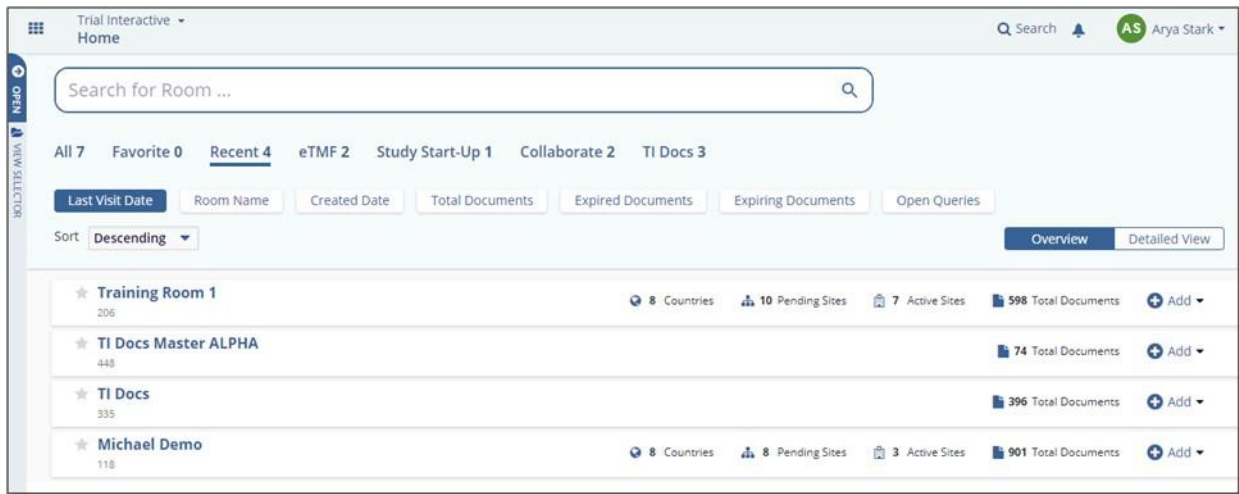 Trial Interactive
Home
Search
AS
Arya Stark
OPEN
VIEW SELECTOR
Search for Room ...
All 7 Favorite 0 Recent 4 eTMF 2 Study Start-Up 1 Collaborate 2 TI Docs 3
Last Visit Date Room Name Created Date Total Documents Expired Documents Expiring Documents Open Queries
Sort Descending Overview Detailed View
Training Room 1
206
8 Countries 10 Pending Sites 7 Active Sites 598 Total Documents Add
TI Docs Master ALPHA
448
74 Total Documents Add
TI Docs
335
396 Total Documents Add
Michael Demo
118
8 Countries 8 Pending Sites 3 Active Sites 901 Total Documents Add